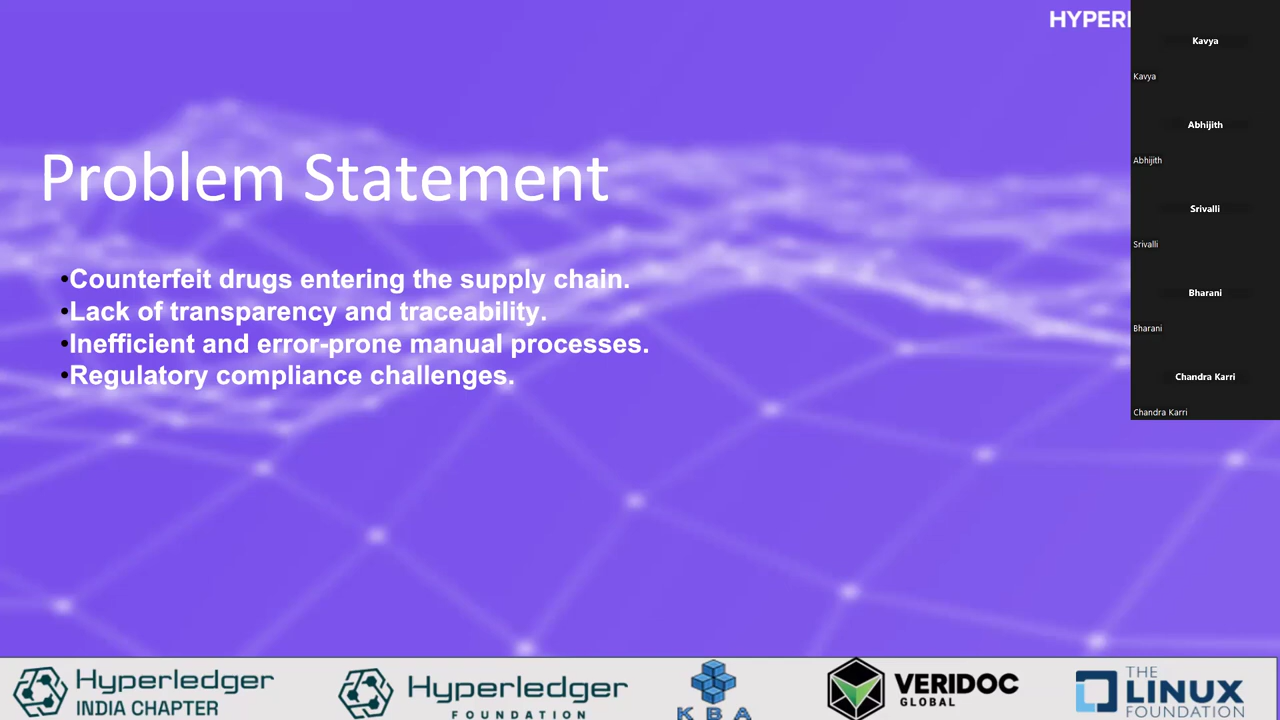 HYPER
Problem Statement
•Counterfeit drugs entering the supply chain.
•Lack of transparency and traceability.
•Inefficient and error-prone manual processes.
•Regulatory compliance challenges.
Kavya
Kavya
Abhijith
Abhijith
Srivalli
Srivalli
Bharani
Bharani
Chandra Karri
Chandra Karri
Hyperledger
INDIA CHAPTER
Hyperledger
FOUNDATION
KBA
VERIDOC
GLOBAL
THE
LINUX
FOUNDATION